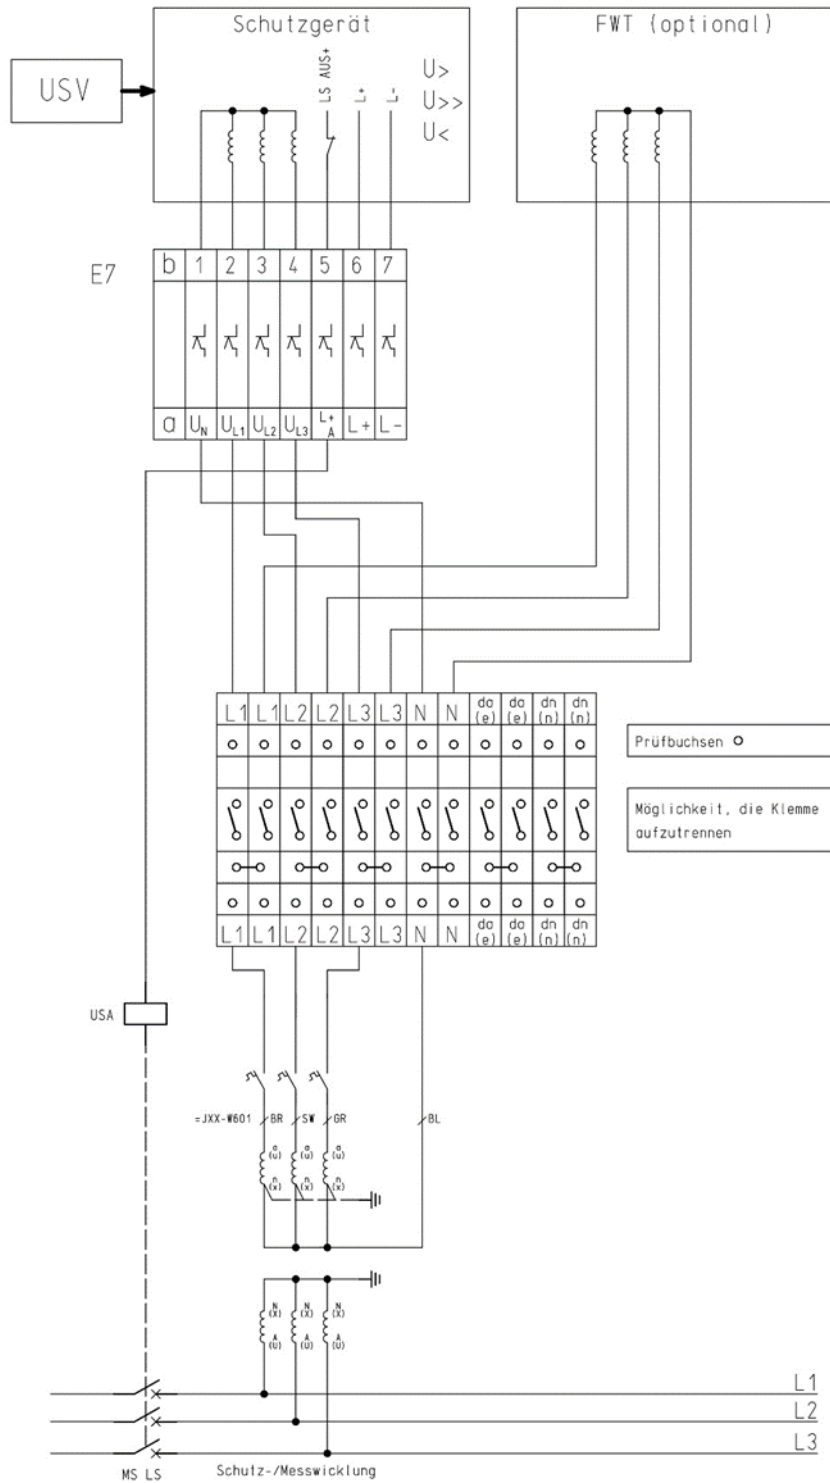 Schutzgerät
FWT (optional)
USV
LS AUS+
L+
L-
U>
U>>
U<
E7
b 1 2 3 4 5 6 7
a UN UL1 UL2 UL3 L+A L+ L-
L1 L1 L2 L2 L3 L3 N N da(e) da(e) dn(n) dn(n)
Prüfbuchsen
Möglichkeit, die Klemme
aufzutrennen
L1 L1 L2 L2 L3 L3 N N da(e) da(e) dn(n) dn(n)
USA
=JXX-W601 BR SW GR BL
a(u) a(u) a(u)
n(x) n(x) n(x)
N(X) N(X) N(X)
A(U) A(U) A(U)
L1
L2
L3
MS LS
Schutz-/Messwicklung